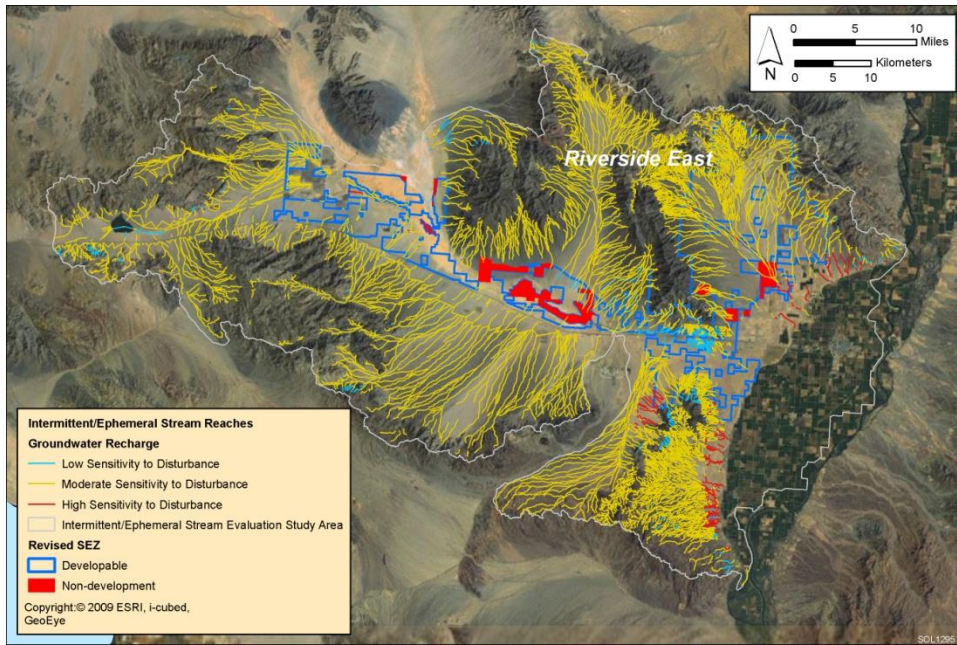 0 5 10
Miles
N
Kilometers
0 5 10
Riverside East
Intermittent/Ephemeral Stream Reaches
Groundwater Recharge
Low Sensitivity to Disturbance
Moderate Sensitivity to Disturbance
High Sensitivity to Disturbance
Intermittent/Ephemeral Stream Evaluation Study Area
Revised SEZ
Developable
Non-development
Copyright:© 2009 ESRI, i-cubed,
GeoEye
SOL1295